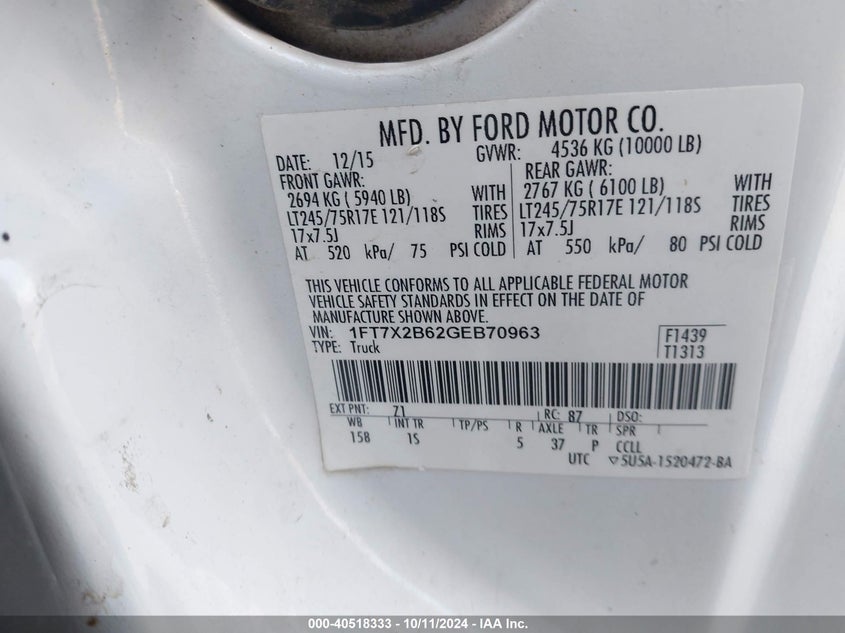 MFD. BY FORD MOTOR CO.
DATE: 12/15 GVWR: 4536 KG (10000 LB)
FRONT GAWR: REAR GAWR:
2694 KG ( 5940 LB) WITH 2767 KG ( 6100 LB) WITH
LT245/75R17E 121/118S TIRES LT245/75R17E 121/118S TIRES
17x7.5J RIMS 17x7.5J RIMS
AT 520 kPa/ 75 PSI COLD AT 550 kPa/ 80 PSI COLD
THIS VEHICLE CONFORMS TO ALL APPLICABLE FEDERAL MOTOR
VEHICLE SAFETY STANDARDS IN EFFECT ON THE DATE OF
MANUFACTURE SHOWN ABOVE.
VIN: 1FT7X2B62GEB70963 F1439
TYPE: Truck T1313
EXT PNT: Z1 RC: 87 DSO:
WB INT TR TP/PS R AXLE TR SPR
158 1S 5 37 P CCLL
UTC ▽5U5A-1520472-BA
000-40518333 - 10/11/2024 - IAA Inc.